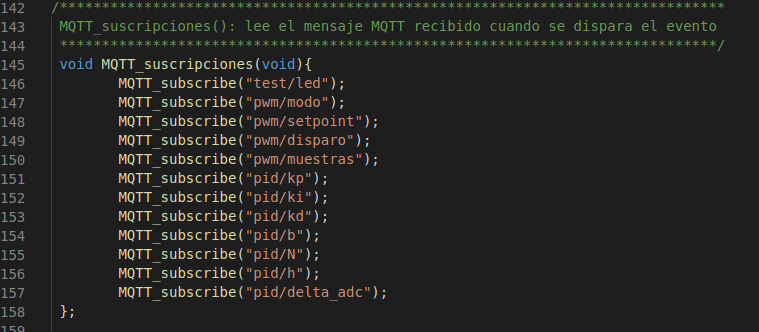 142 /*******************************************************************************
143 MQTT_suscripciones(): lee el mensaje MQTT recibido cuando se dispara el evento
144 *******************************************************************************/
145 void MQTT_suscripciones(void){
146 MQTT_subscribe("test/led");
147 MQTT_subscribe("pwm/modo");
148 MQTT_subscribe("pwm/setpoint");
149 MQTT_subscribe("pwm/disparo");
150 MQTT_subscribe("pwm/muestras");
151 MQTT_subscribe("pid/kp");
152 MQTT_subscribe("pid/ki");
153 MQTT_subscribe("pid/kd");
154 MQTT_subscribe("pid/b");
155 MQTT_subscribe("pid/N");
156 MQTT_subscribe("pid/h");
157 MQTT_subscribe("pid/delta_adc");
158 };
159